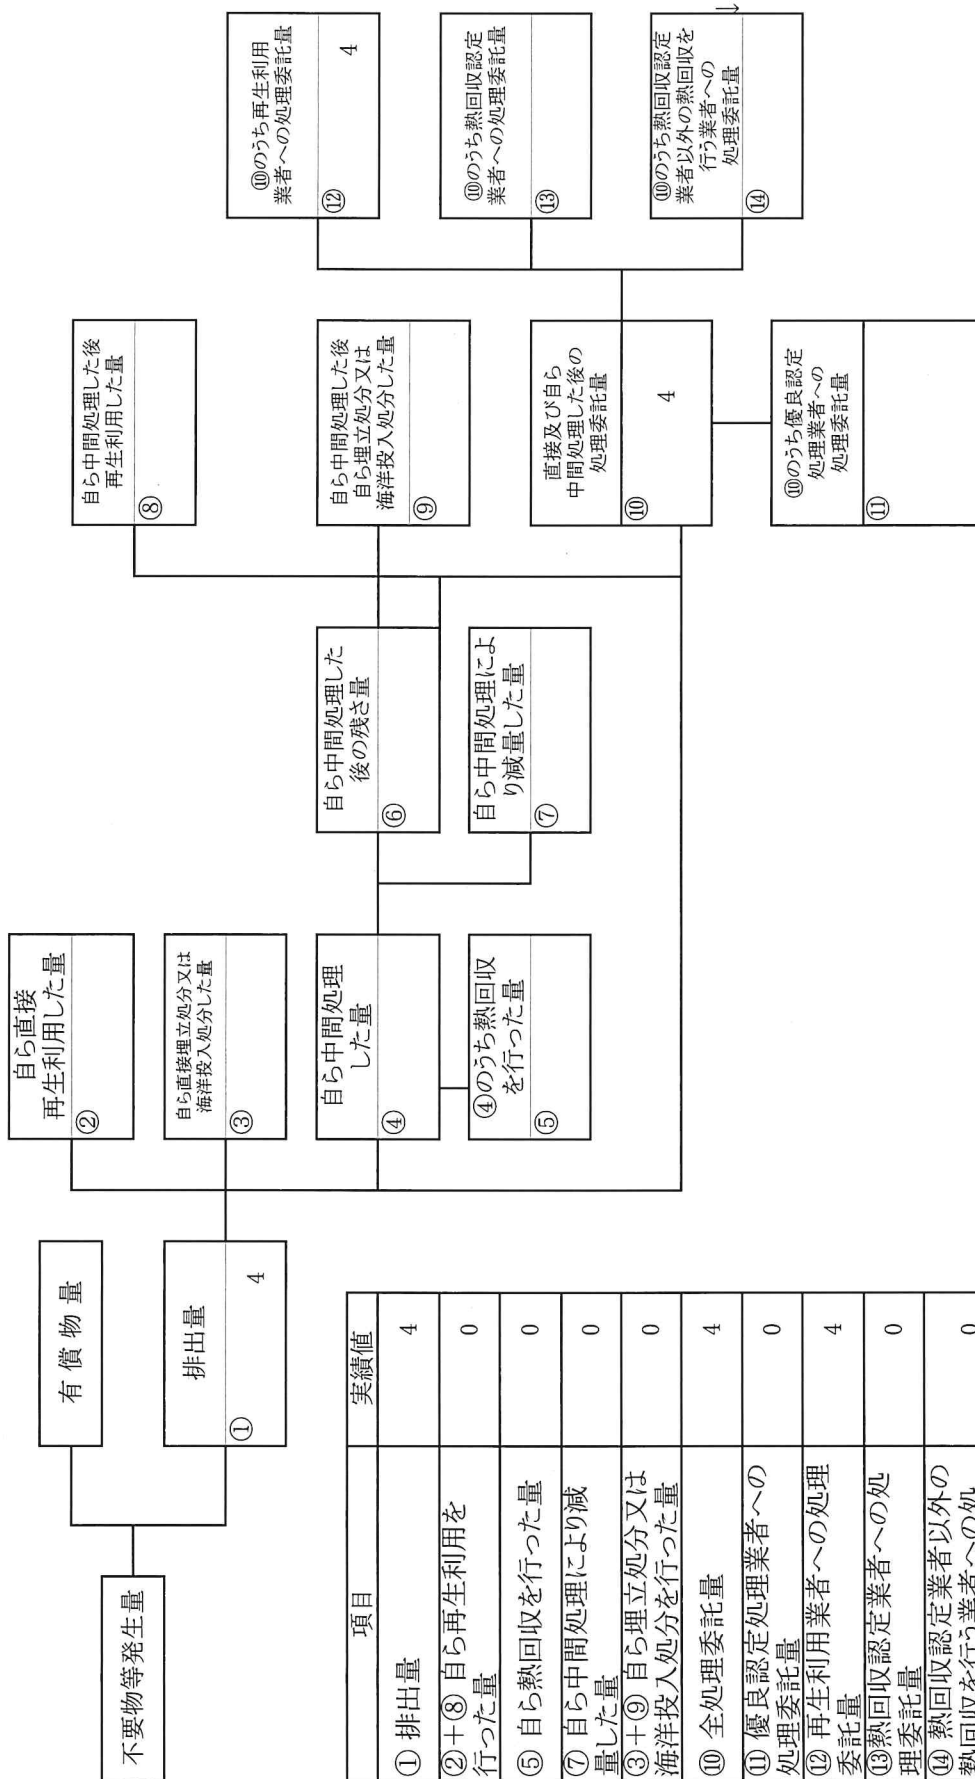 不要物等発生量
有償物量
排出量
①
4
自ら直接
再生利用した量
②
自ら直接埋立処分又は
海洋投入処分した量
③
自ら中間処理
した量
④
④のうち熱回収
を行った量
⑤
自ら中間処理した
後の残さ量
⑥
自ら中間処理によ
り減量した量
⑦
自ら中間処理した後
再生利用した量
⑧
自ら中間処理した後
自ら埋立処分又は
海洋投入処分した量
⑨
直接及び自ら
中間処理した後の
処理委託量
⑩
4
⑩のうち優良認定
処理業者への
処理委託量
⑪
⑩のうち再生利用
業者への処理委託量
⑫
4
⑩のうち熱回収認定
業者への処理委託量
⑬
⑩のうち熱回収認定
業者以外の熱回収を
行う業者への
処理委託量
⑭
↓
項目 実績値
① 排出量 4
②+⑧ 自ら再生利用を
行った量 0
⑤ 自ら熱回収を行った量 0
⑦ 自ら中間処理により減
量した量 0
③+⑨ 自ら埋立処分又は
海洋投入処分を行った量 0
⑩ 全処理委託量 4
⑪ 優良認定処理業者への
処理委託量 0
⑫ 再生利用業者への処理
委託量 4
⑬熱回収認定業者への処
理委託量 0
⑭ 熱回収認定業者以外の
熱回収を行う業者への処 0